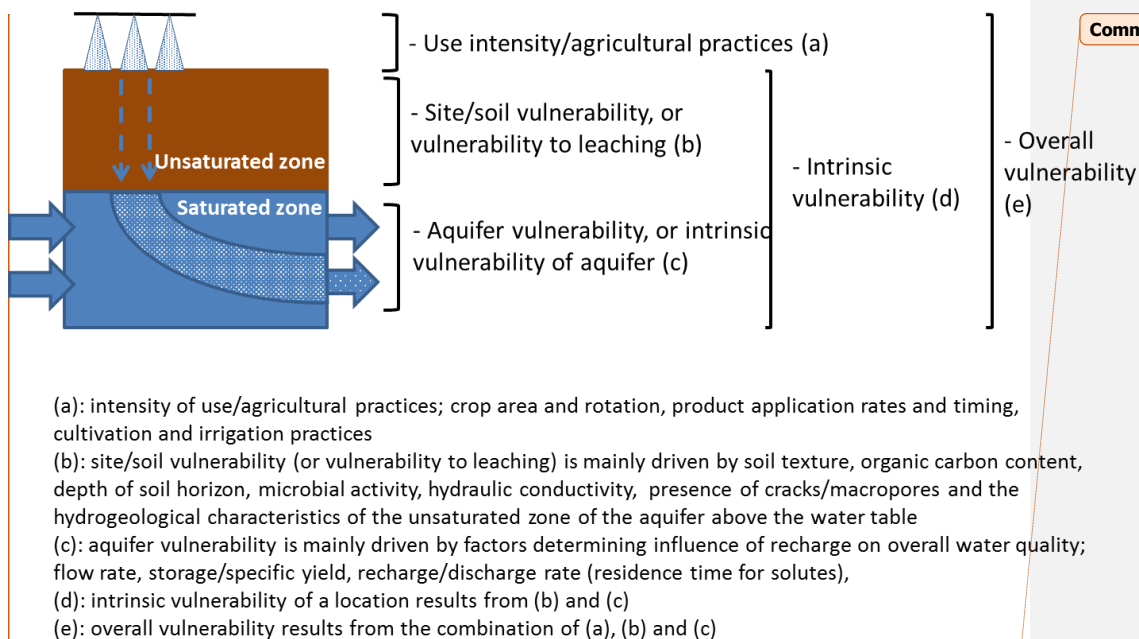 Comm
- Use intensity/agricultural practices (a)
- Site/soil vulnerability, or
vulnerability to leaching (b)
Unsaturated zone
- Overall
vulnerability
(e)
- Intrinsic
vulnerability (d)
Saturated zone
- Aquifer vulnerability, or intrinsic
vulnerability of aquifer (c)
(a): intensity of use/agricultural practices; crop area and rotation, product application rates and timing,
cultivation and irrigation practices
(b): site/soil vulnerability (or vulnerability to leaching) is mainly driven by soil texture, organic carbon content,
depth of soil horizon, microbial activity, hydraulic conductivity, presence of cracks/macropores and the
hydrogeological characteristics of the unsaturated zone of the aquifer above the water table
(c): aquifer vulnerability is mainly driven by factors determining influence of recharge on overall water quality;
flow rate, storage/specific yield, recharge/discharge rate (residence time for solutes),
(d): intrinsic vulnerability of a location results from (b) and (c)
(e): overall vulnerability results from the combination of (a), (b) and (c)